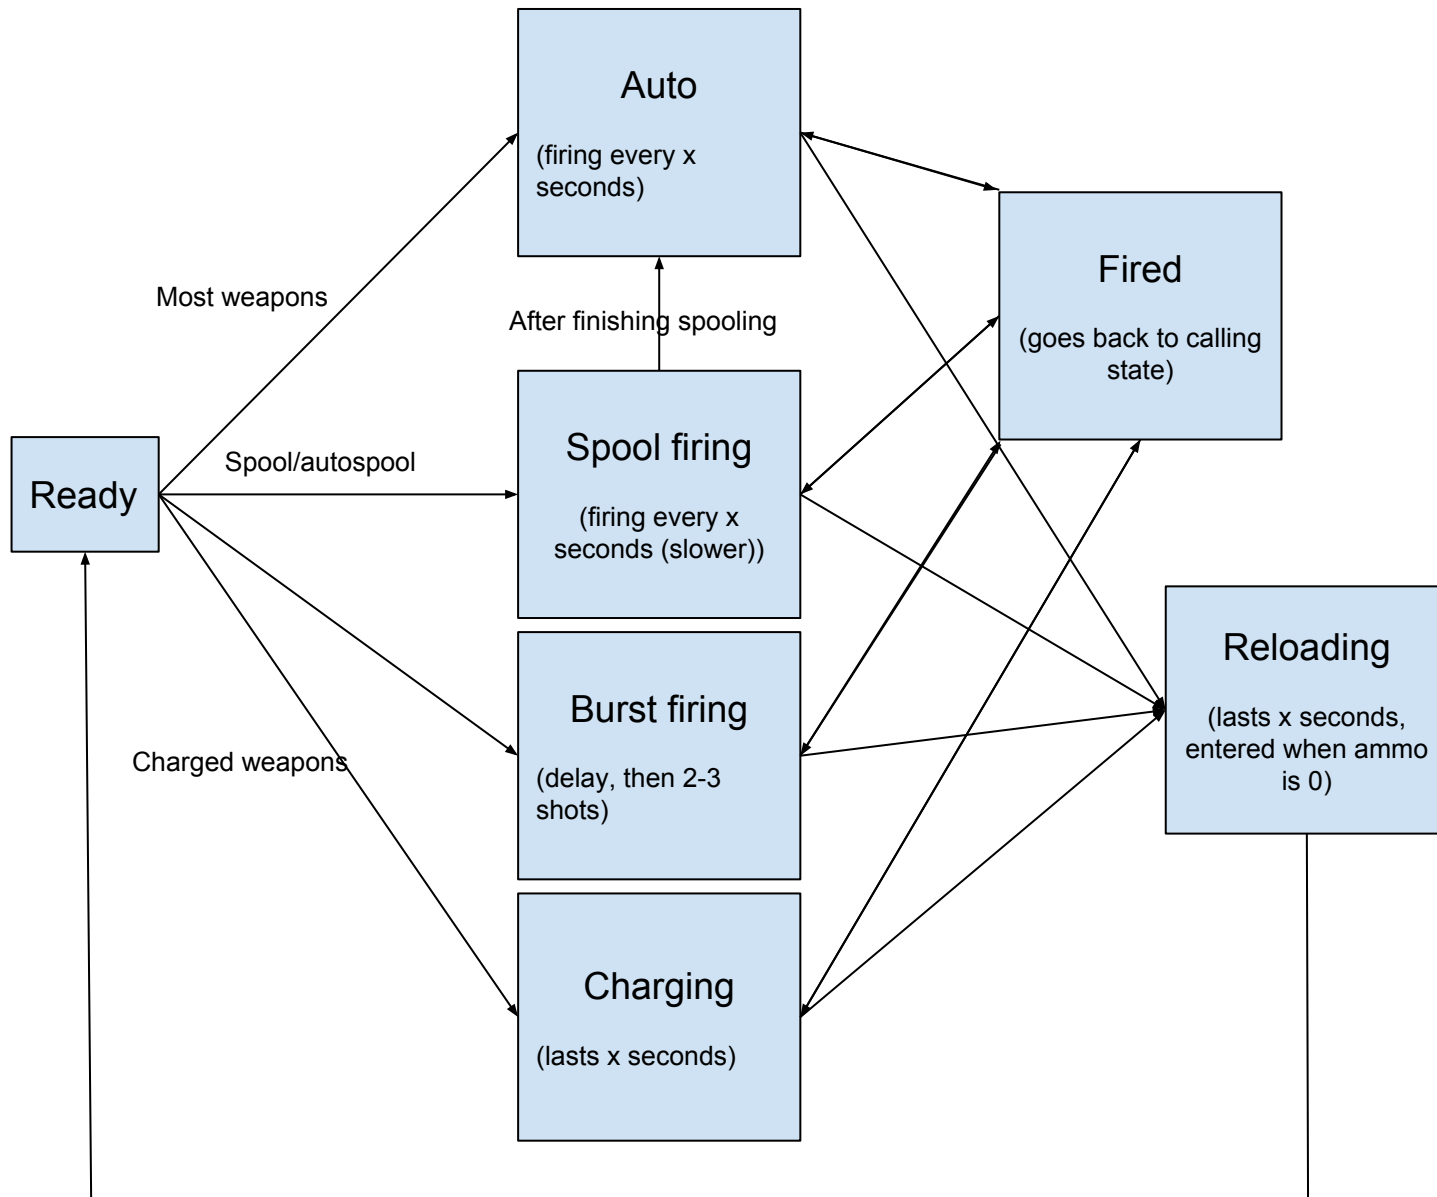 Auto
(firing every x
seconds)
Most weapons
Fired
(goes back to calling
state)
After finishing spooling
Spool/autospool
Ready
Spool firing
(firing every x
seconds (slower))
Burst firing
(delay, then 2-3
shots)
Reloading
(lasts x seconds,
entered when ammo
is 0)
Charged weapons
Charging
(lasts x seconds)